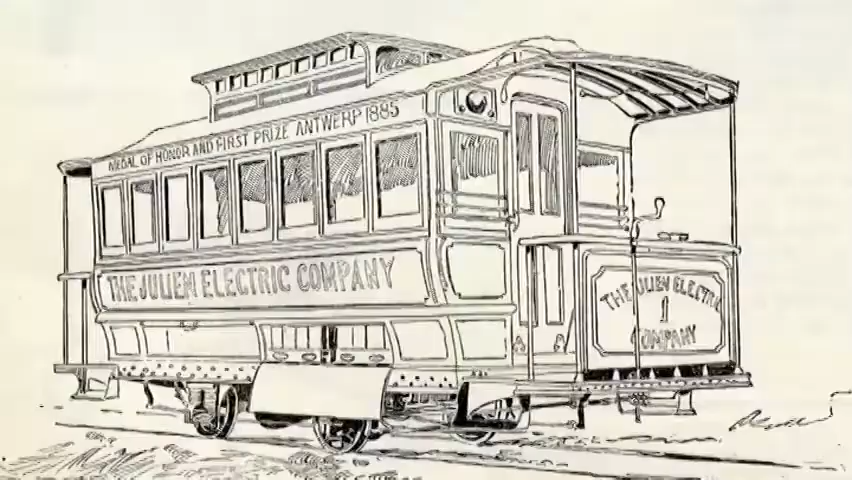 MEDAL OF HONOR AND FIRST PRIZE ANTWERP 1885
THE JULIEN ELECTRIC COMPANY
THE JULIEN ELECTRIC
1
COMPANY